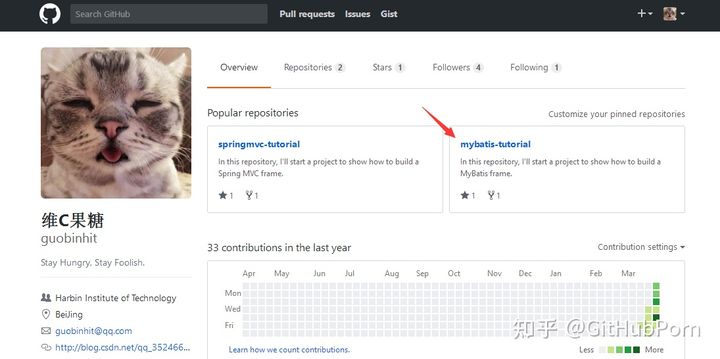 Search GitHub
Pull requests Issues Gist
Overview Repositories 2 Stars 1 Followers 4 Following 1
Popular repositories Customize your pinned repositories
springmvc-tutorial
In this repository, I'll start a project to show how to build a
Spring MVC frame.
1 1
mybatis-tutorial
In this repository, I'll start a project to show how to build a
MyBatis frame.
1 1
维C果糖
guobinhit
Stay Hungry, Stay Foolish.
Harbin Institute of Technology
BeiJing
guobinhit@qq.com
http://blog.csdn.net/qq_352466...
33 contributions in the last year Contribution settings
Apr May Jun Jul Aug Sep Oct Nov Dec Jan Feb Mar
Mon
Wed
Fri
Learn how we count contributions. Less More
知乎 @GitHubPorn